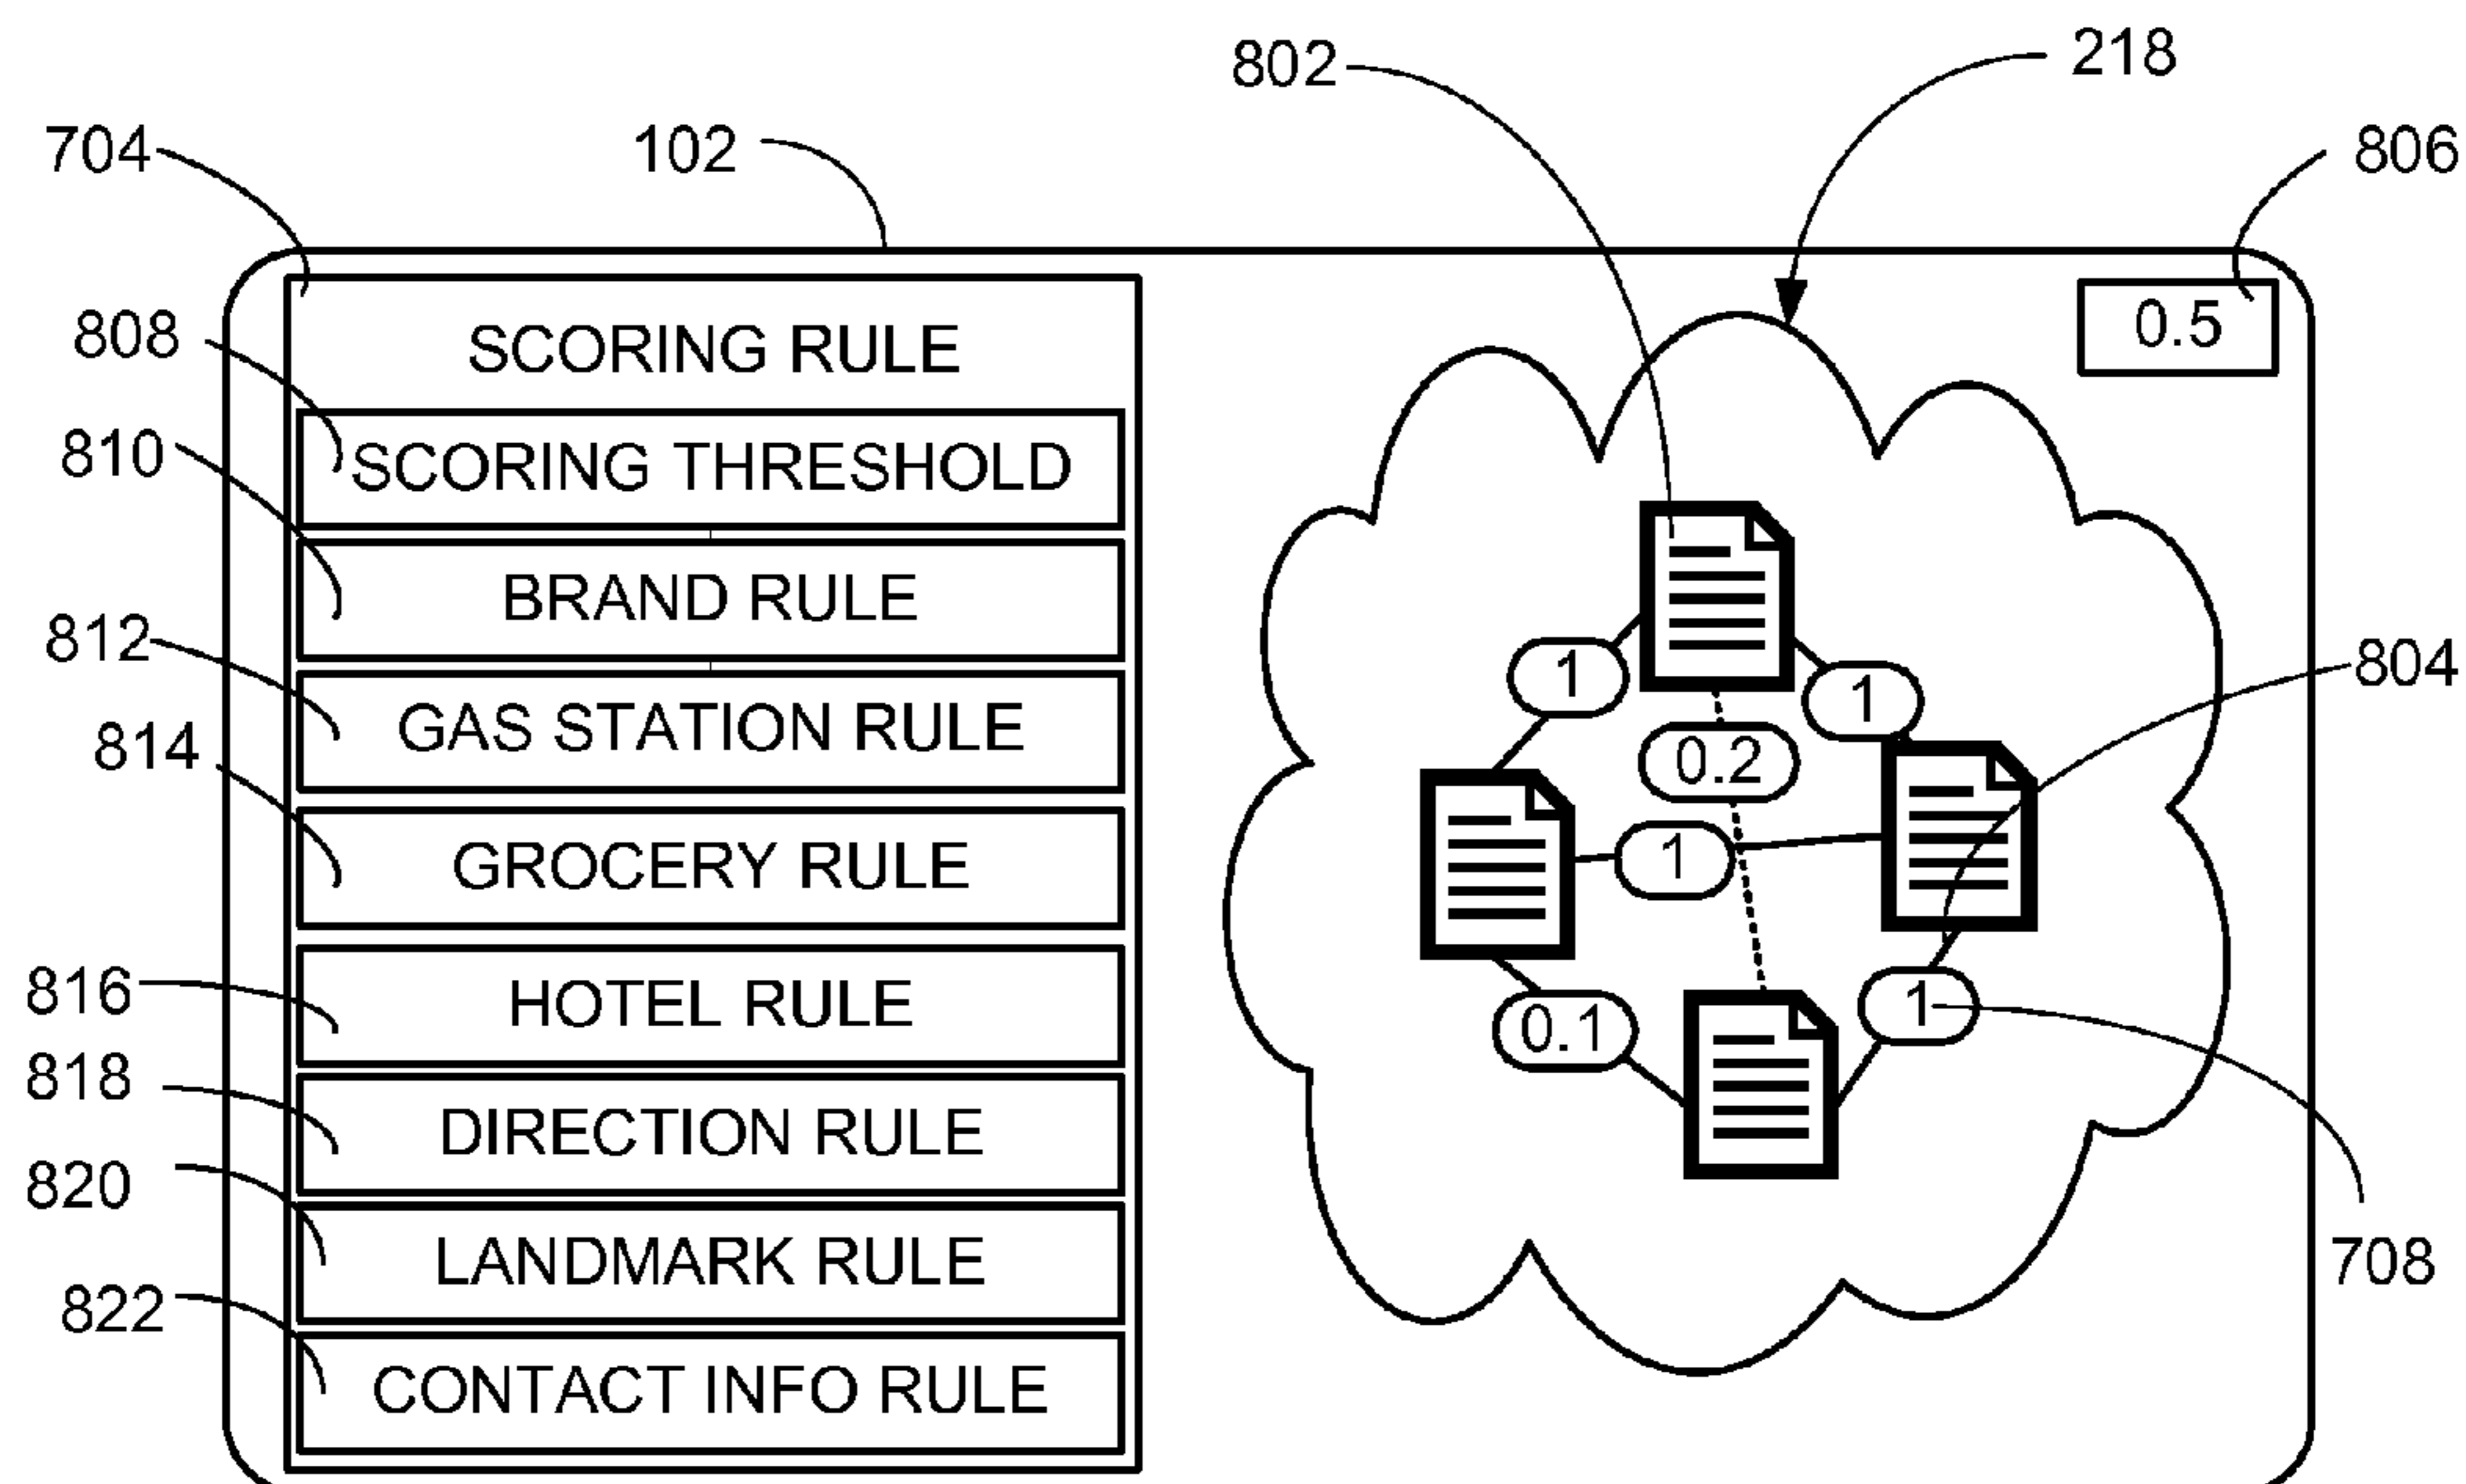 802
218
704
102
806
0.5
808
SCORING RULE
810
SCORING THRESHOLD
812
BRAND RULE
814
GAS STATION RULE
GROCERY RULE
816
HOTEL RULE
818
DIRECTION RULE
820
LANDMARK RULE
822
CONTACT INFO RULE
1
1
804
0.2
1
0.1
1
708